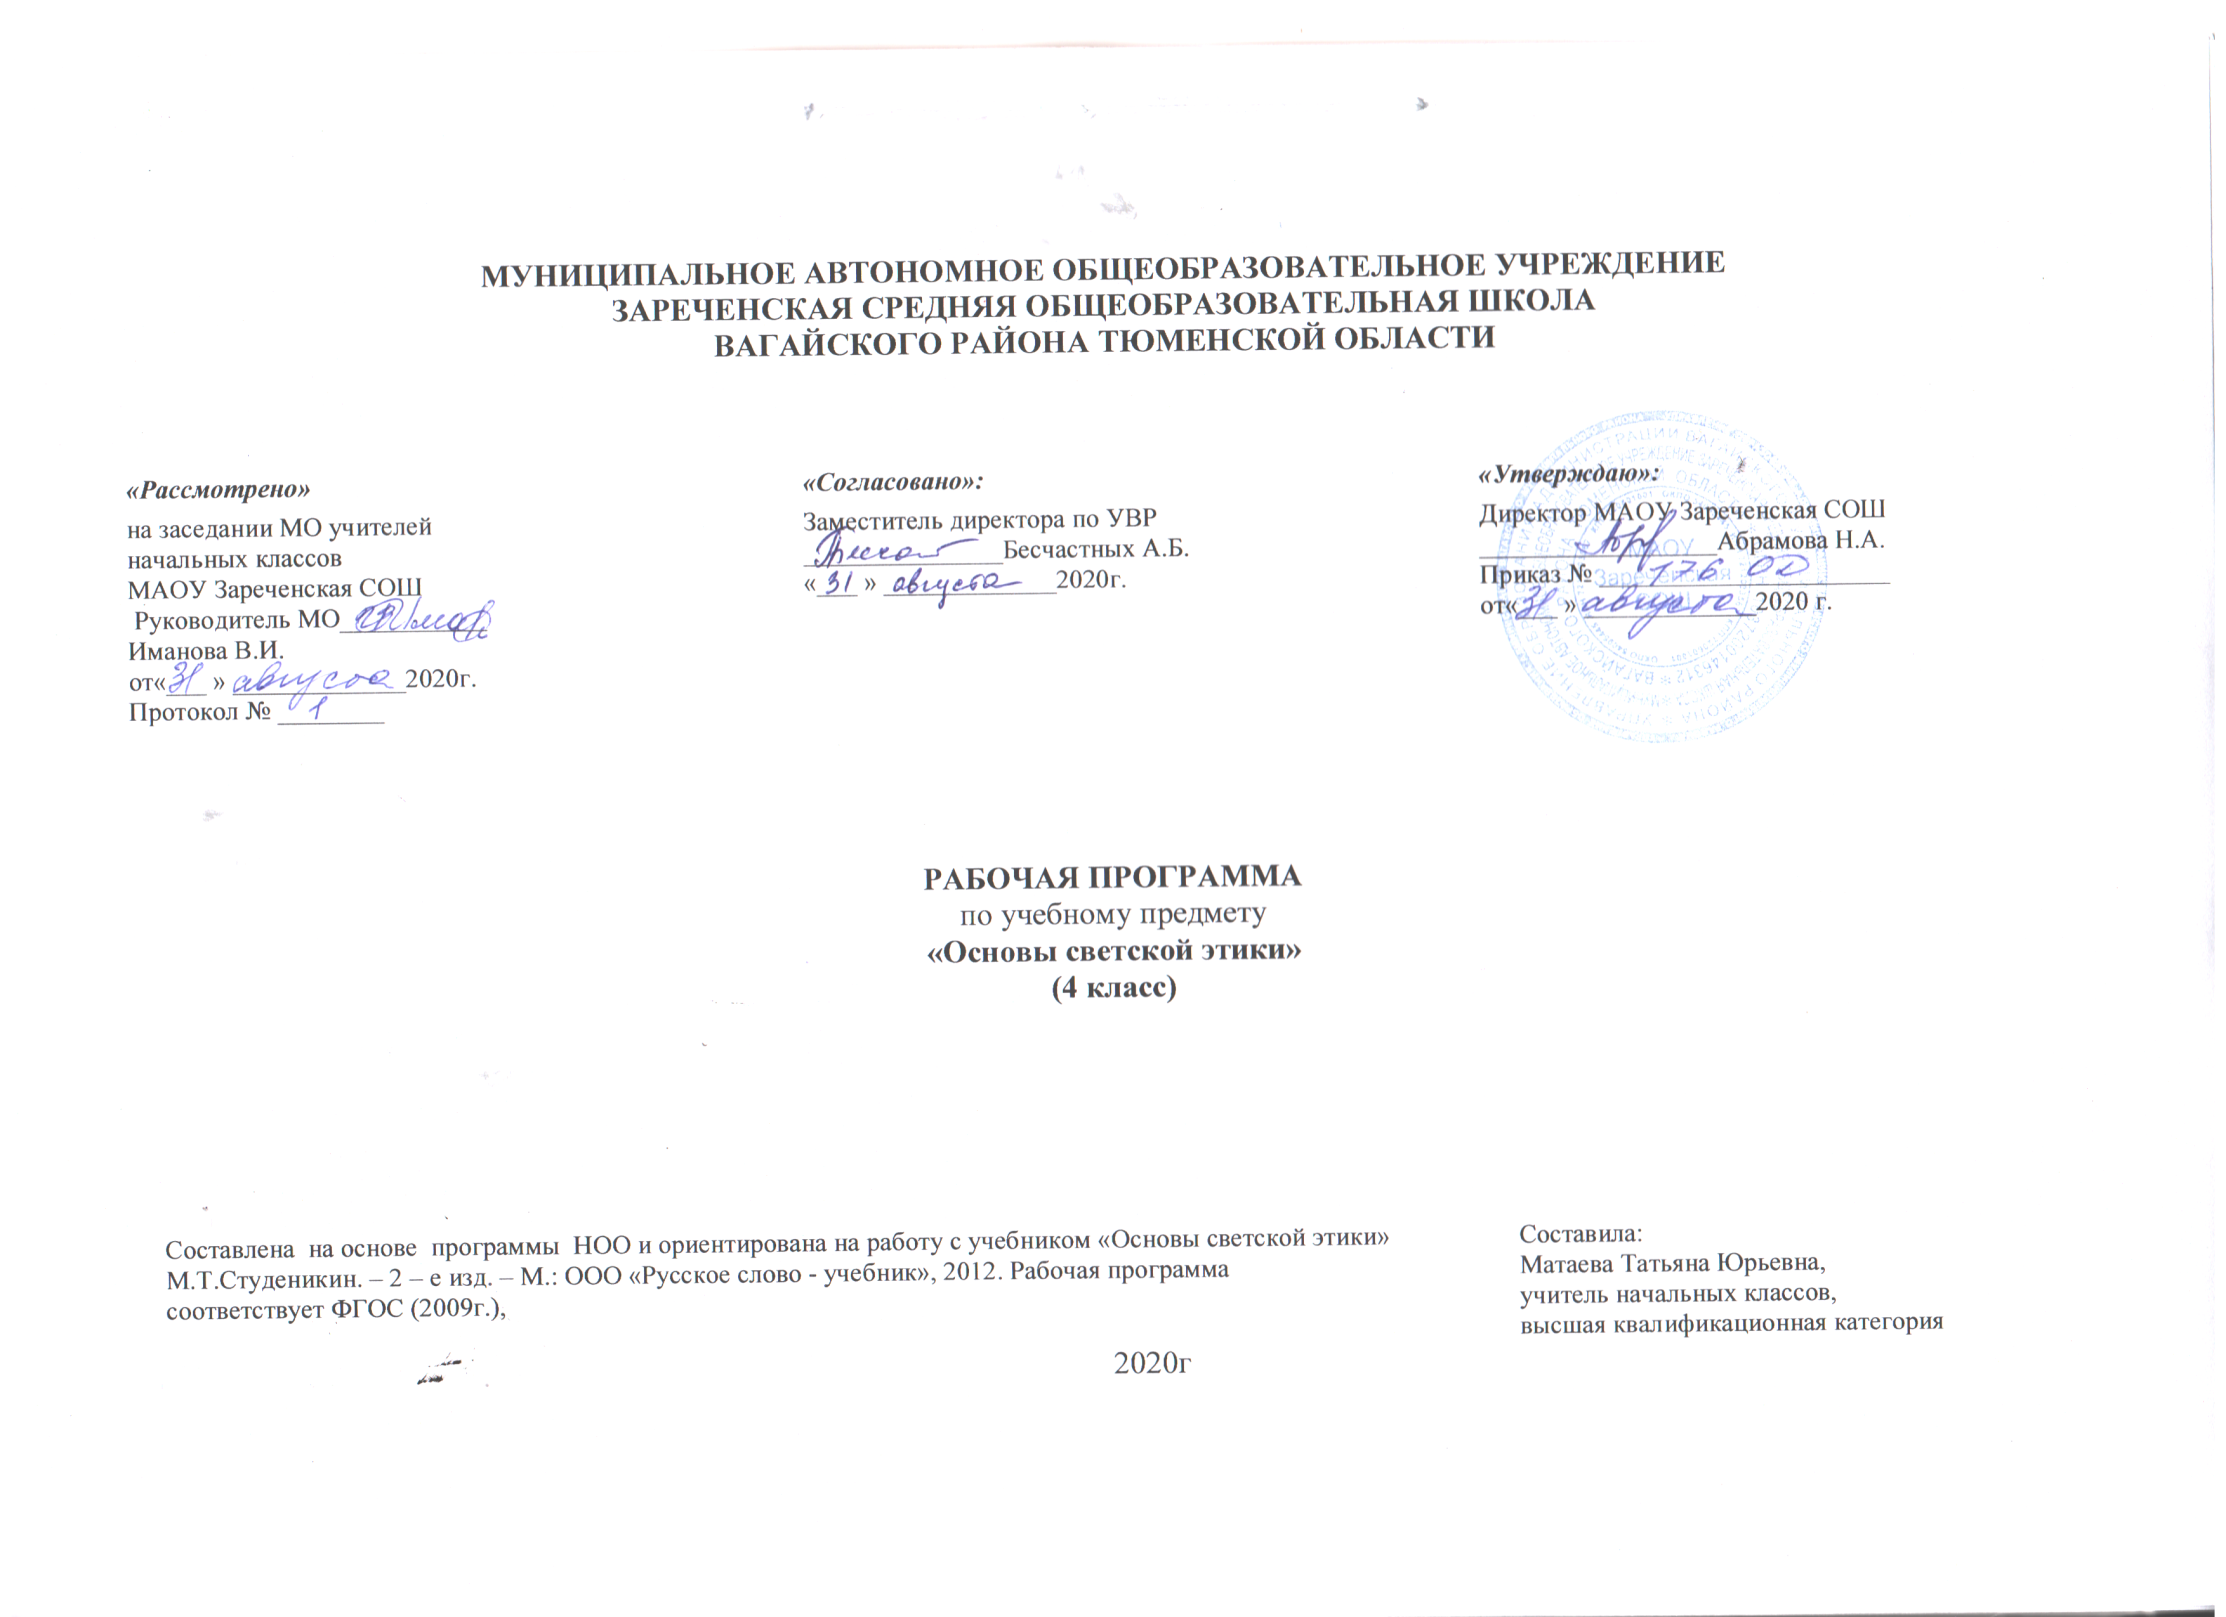 МУНИЦИПАЛЬНОЕ АВТОНОМНОЕ ОБЩЕОБРАЗОВАТЕЛЬНОЕ УЧРЕЖДЕНИЕ
ЗАРЕЧЕНСКАЯ СРЕДНЯЯ ОБЩЕОБРАЗОВАТЕЛЬНАЯ ШКОЛА
ВАГАЙСКОГО РАЙОНА ТЮМЕНСКОЙ ОБЛАСТИ
«Рассмотрено»
на заседании МО учителей
начальных классов
МАОУ Зареченская СОШ
Руководитель МО
Иманова В.И.
от«31» августа 2020г.
Протокол № 1
«Согласовано»:
Заместитель директора по УВР
Бесчастных А.Б.
«31» августа 2020г.
«Утверждаю»:
Директор МАОУ Зареченская СОШ
Абрамова Н.А.
Приказ № 176 ОД
от«31» августа 2020 г.
МАОУ
Зареченская
РАБОЧАЯ ПРОГРАММА
по учебному предмету
«Основы светской этики»
(4 класс)
Составлена на основе программы НОО и ориентирована на работу с учебником «Основы светской этики»
М.Т.Студеникин. – 2 – е изд. – М.: ООО «Русское слово - учебник», 2012. Рабочая программа
соответствует ФГОС (2009г.),
Составила:
Матаева Татьяна Юрьевна,
учитель начальных классов,
высшая квалификационная категория
2020г